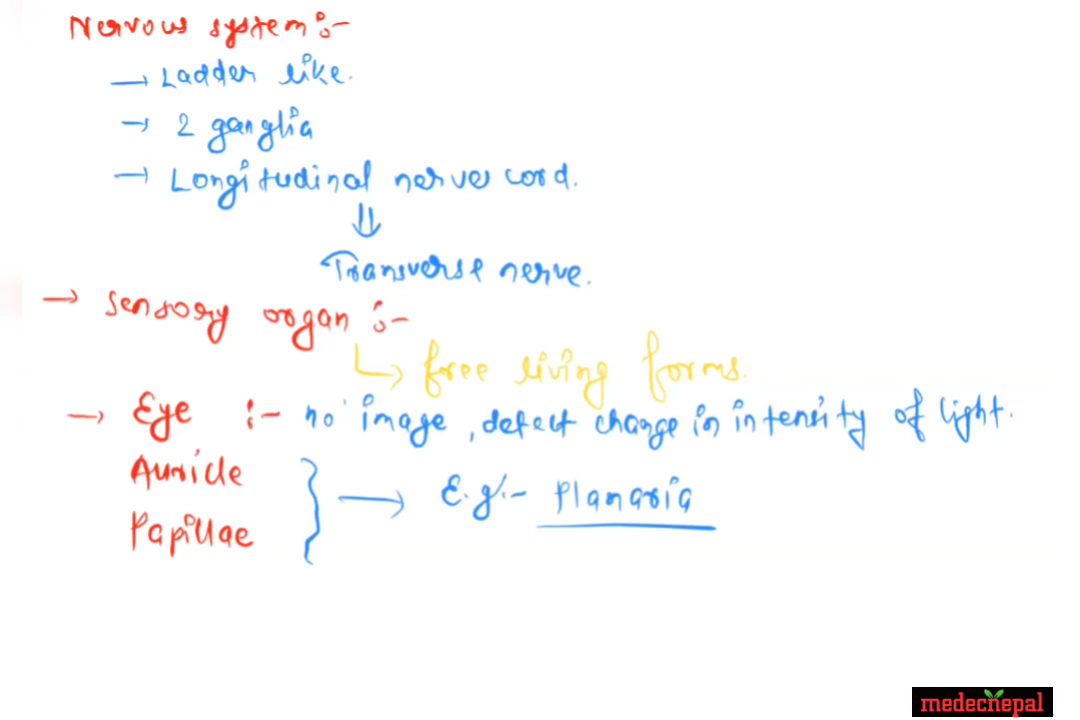 Nervous system :-
→ Ladder like.
→ 2 ganglia
→ Longitudinal nerve cord.
⇓
Transverse nerve.
→ Sensory organ :-
↳ free living forms.
→ Eye :- no image, detect change in intensity of light.
Auricle
Papillae } → E.g:- Planaria
medecnepal